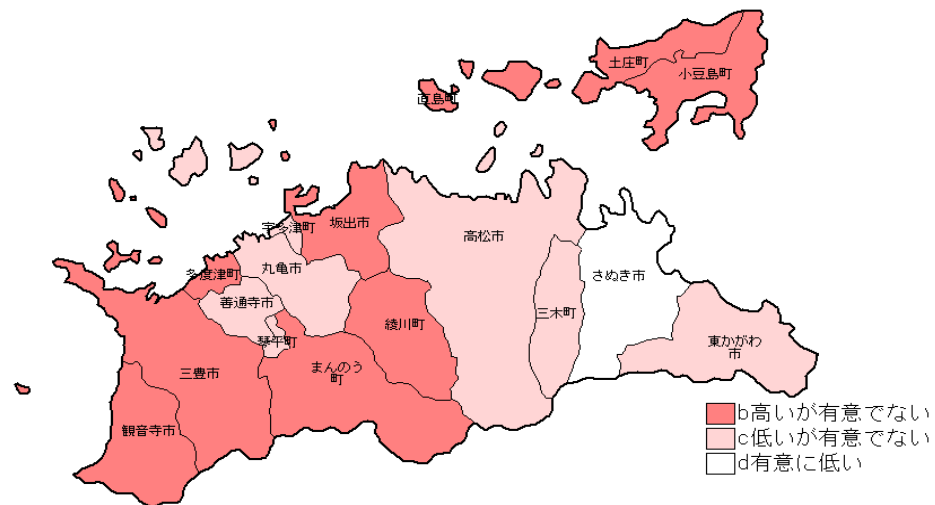 土庄町
小豆島町
直島町
宇多津町
坂出市
高松市
多度津町
丸亀市
さぬき市
善通寺市
綾川町
三木町
琴平町
東かがわ
市
三豊市
まんのう
町
観音寺市
b高いが有意でない
c低いが有意でない
d有意に低い